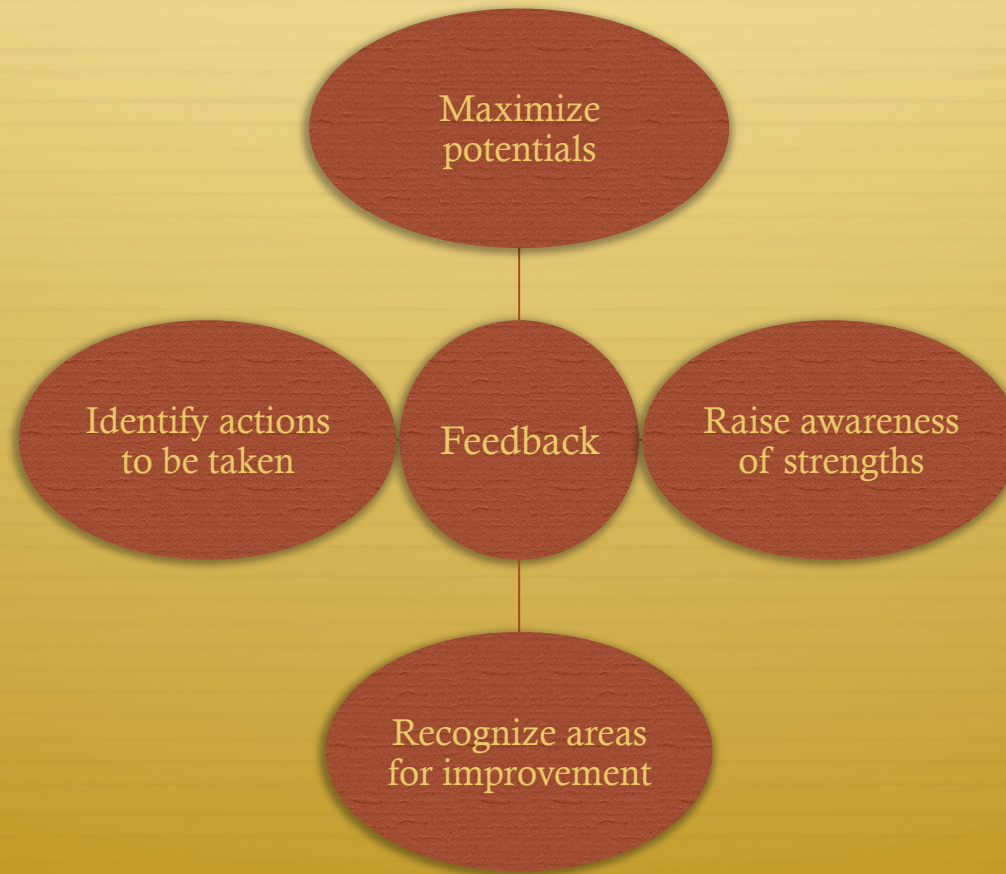 Maximize
potentials
Identify actions
to be taken
Feedback
Raise awareness
of strengths
Recognize areas
for improvement